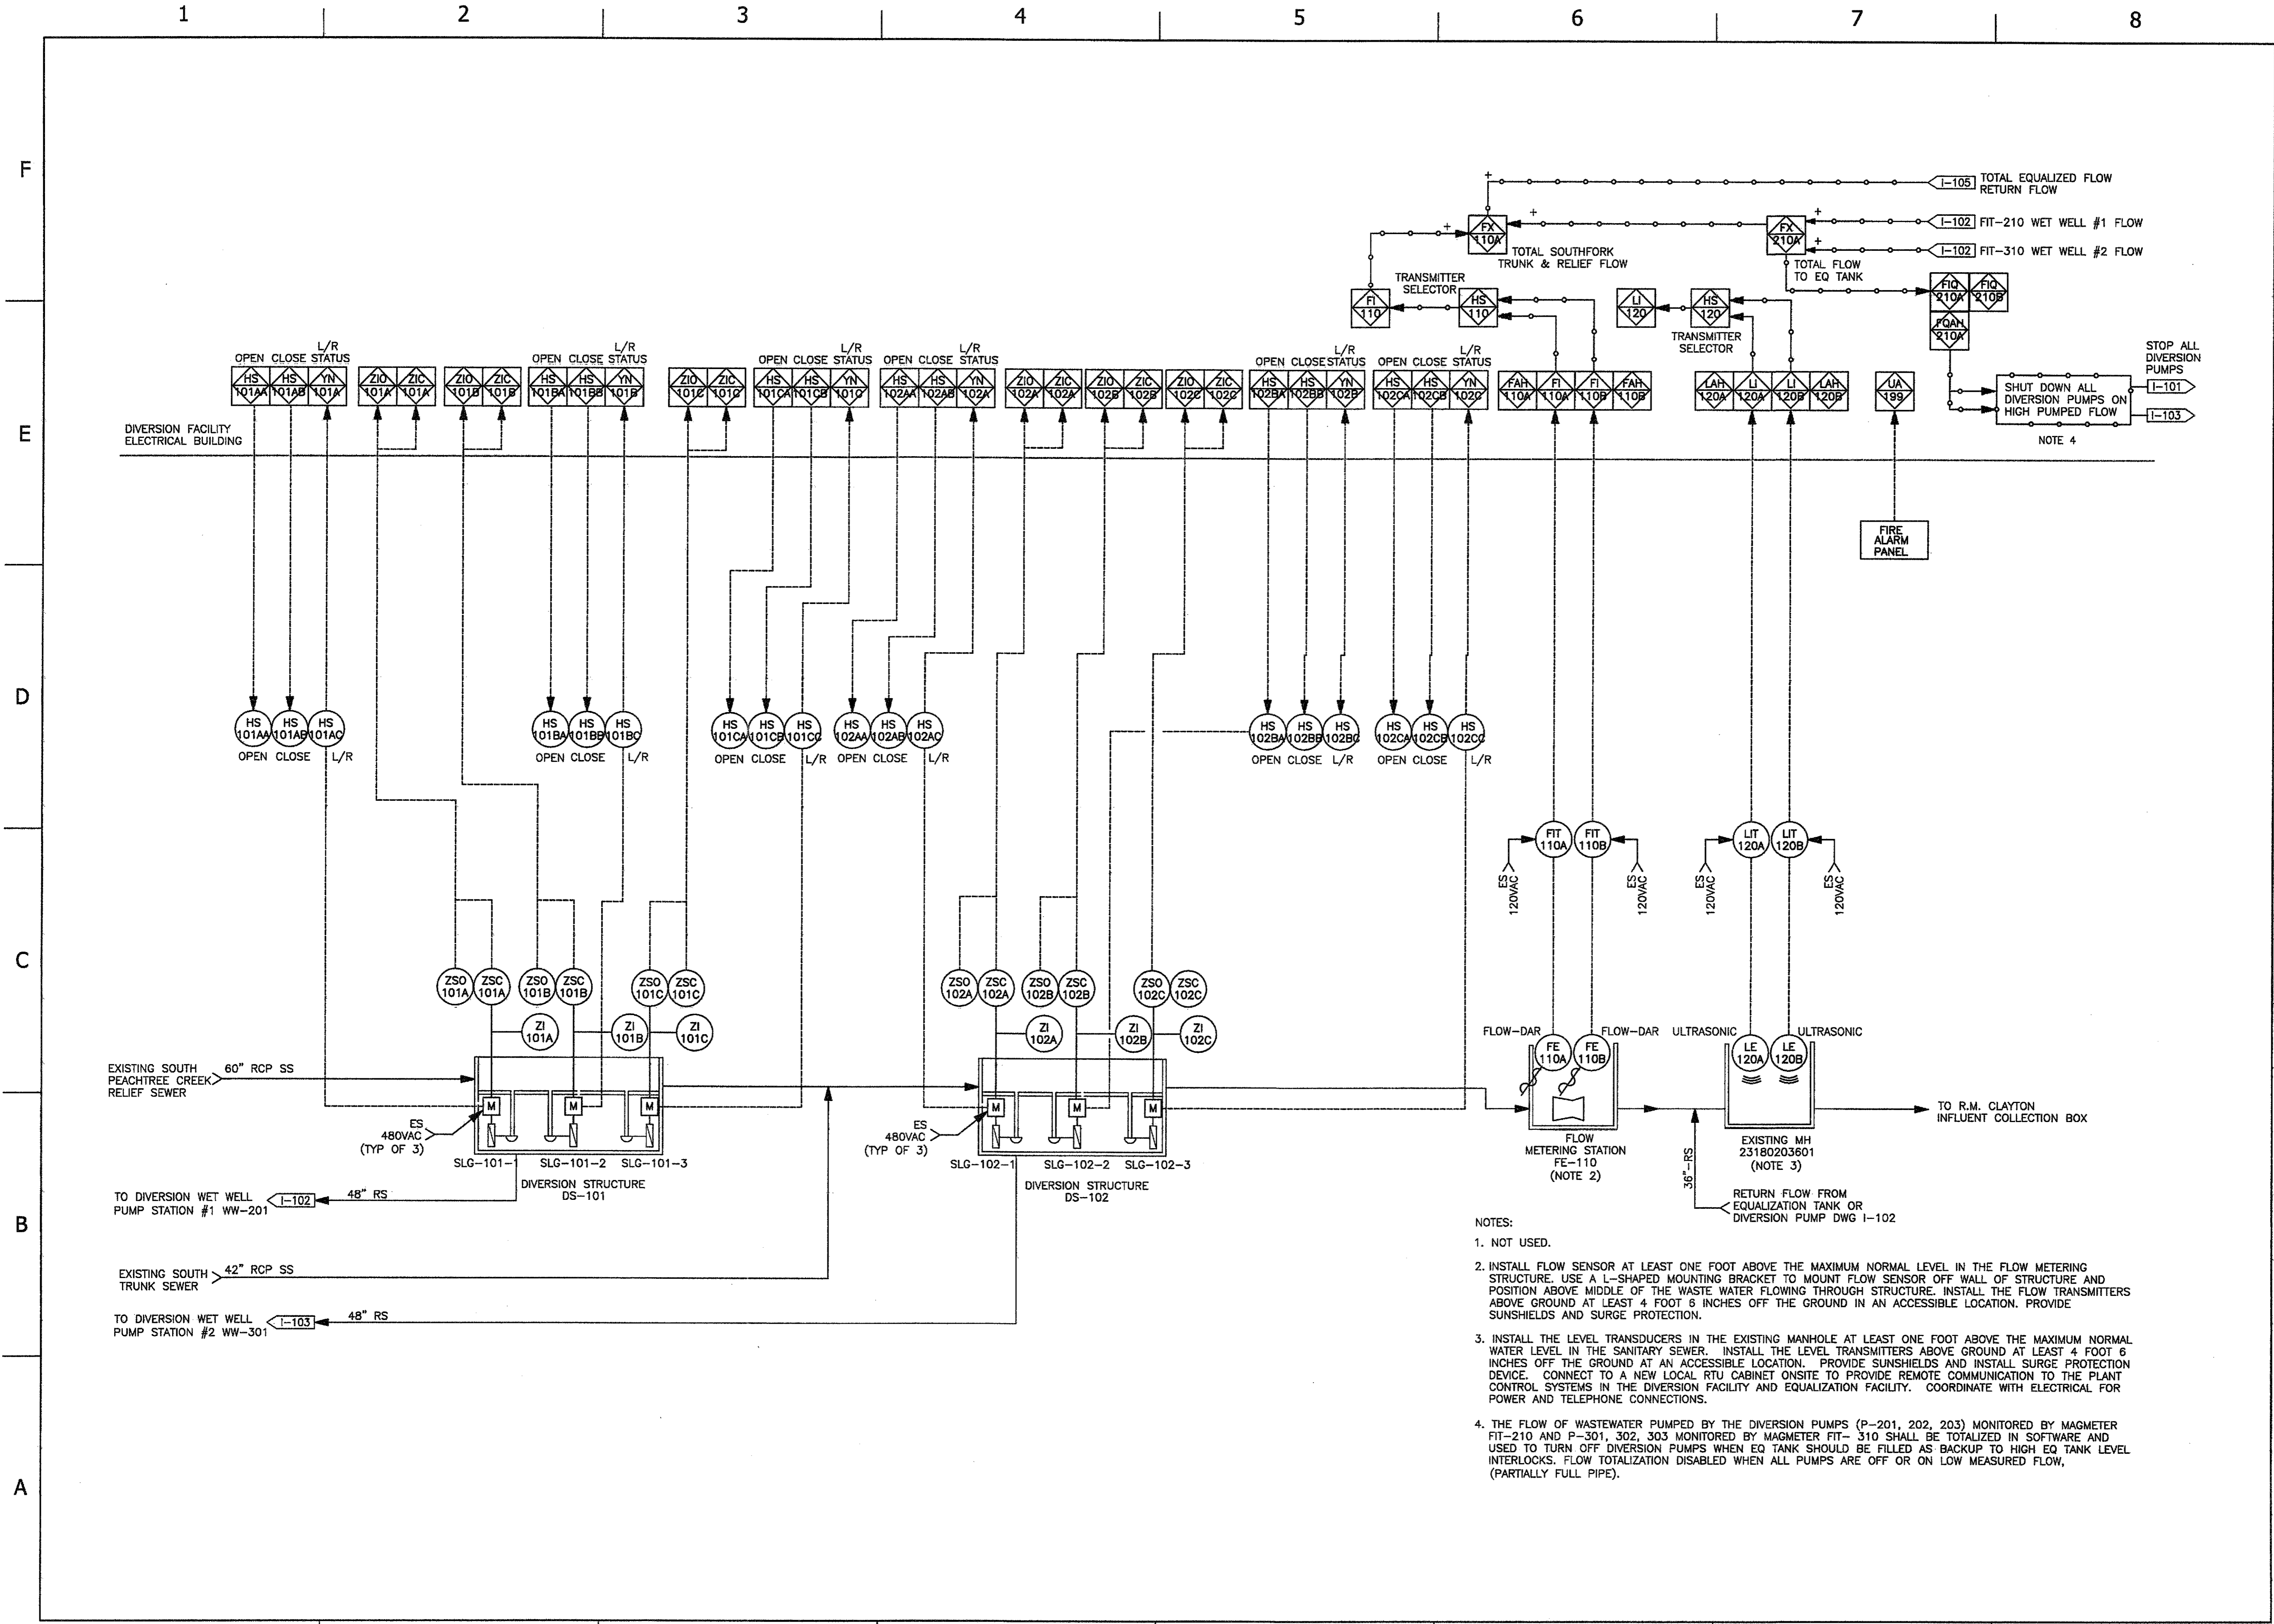 1 2 3 4 5 6 7 8
F
E
D
C
B
A
I-105 TOTAL EQUALIZED FLOW
RETURN FLOW
+ + + + +
I-102 FIT-210 WET WELL #1 FLOW
I-102 FIT-310 WET WELL #2 FLOW
FX
110A
FX
210A
TOTAL SOUTHFORK
TRUNK & RELIEF FLOW
TOTAL FLOW
TO EQ TANK
TRANSMITTER
SELECTOR
FI
110
HS
110
LI
120
HS
120
TRANSMITTER
SELECTOR
FIQ
210A
FIQ
210B
FQAH
210A
STOP ALL
DIVERSION
PUMPS
I-101
I-103
SHUT DOWN ALL
DIVERSION PUMPS ON
HIGH PUMPED FLOW
NOTE 4
OPEN CLOSE L/R STATUS
HS
101AA
HS
101AB
YN
101A
ZIO
101A
ZIC
101A
ZIO
101B
ZIC
101B
OPEN CLOSE L/R STATUS
HS
101BA
HS
101BB
YN
101B
ZIO
101C
ZIC
101C
OPEN CLOSE L/R STATUS
HS
101CA
HS
101CB
YN
101C
OPEN CLOSE L/R STATUS
HS
102AA
HS
102AB
YN
102A
ZIO
102A
ZIC
102A
ZIO
102B
ZIC
102B
ZIO
102C
ZIC
102C
OPEN CLOSE L/R STATUS
HS
102BA
HS
102BB
YN
102B
OPEN CLOSE L/R STATUS
HS
102CA
HS
102CB
YN
102C
FAH
110A
FI
110A
FI
110B
FAH
110B
LAH
120A
LI
120A
LI
120B
LAH
120B
UA
199
DIVERSION FACILITY
ELECTRICAL BUILDING
FIRE
ALARM
PANEL
HS
101AA
HS
101AB
HS
101AC
OPEN CLOSE L/R
HS
101BA
HS
101BB
HS
101BC
OPEN CLOSE L/R
HS
101CA
HS
101CB
HS
101CC
OPEN CLOSE L/R
HS
102AA
HS
102AB
HS
102AC
OPEN CLOSE L/R
HS
102BA
HS
102BB
HS
102BC
OPEN CLOSE L/R
HS
102CA
HS
102CB
HS
102CC
OPEN CLOSE L/R
FIT
110A
FIT
110B
LIT
120A
LIT
120B
ES
120VAC
ES
120VAC
ES
120VAC
ES
120VAC
ZSO
101A
ZSC
101A
ZSO
101B
ZSC
101B
ZSO
101C
ZSC
101C
ZSO
102A
ZSC
102A
ZSO
102B
ZSC
102B
ZSO
102C
ZSC
102C
ZI
101A
ZI
101B
ZI
101C
ZI
102A
ZI
102B
ZI
102C
FLOW-DAR
FE
110A
FE
110B
FLOW-DAR
ULTRASONIC
LE
120A
LE
120B
ULTRASONIC
EXISTING SOUTH
PEACHTREE CREEK
RELIEF SEWER
60" RCP SS
M M M
M M M
ES
480VAC
(TYP OF 3)
SLG-101-1 SLG-101-2 SLG-101-3
DIVERSION STRUCTURE
DS-101
ES
480VAC
(TYP OF 3)
SLG-102-1 SLG-102-2 SLG-102-3
DIVERSION STRUCTURE
DS-102
FLOW
METERING STATION
FE-110
(NOTE 2)
EXISTING MH
23180203601
(NOTE 3)
TO R.M. CLAYTON
INFLUENT COLLECTION BOX
36"-RS
RETURN FLOW FROM
EQUALIZATION TANK OR
DIVERSION PUMP DWG I-102
TO DIVERSION WET WELL
PUMP STATION #1 WW-201
I-102 48" RS
EXISTING SOUTH
TRUNK SEWER
42" RCP SS
TO DIVERSION WET WELL
PUMP STATION #2 WW-301
I-103 48" RS
NOTES:
1. NOT USED.
2. INSTALL FLOW SENSOR AT LEAST ONE FOOT ABOVE THE MAXIMUM NORMAL LEVEL IN THE FLOW METERING
STRUCTURE. USE A L-SHAPED MOUNTING BRACKET TO MOUNT FLOW SENSOR OFF WALL OF STRUCTURE AND
POSITION ABOVE MIDDLE OF THE WASTE WATER FLOWING THROUGH STRUCTURE. INSTALL THE FLOW TRANSMITTERS
ABOVE GROUND AT LEAST 4 FOOT 6 INCHES OFF THE GROUND IN AN ACCESSIBLE LOCATION. PROVIDE
SUNSHIELDS AND SURGE PROTECTION.
3. INSTALL THE LEVEL TRANSDUCERS IN THE EXISTING MANHOLE AT LEAST ONE FOOT ABOVE THE MAXIMUM NORMAL
WATER LEVEL IN THE SANITARY SEWER. INSTALL THE LEVEL TRANSMITTERS ABOVE GROUND AT LEAST 4 FOOT 6
INCHES OFF THE GROUND AT AN ACCESSIBLE LOCATION. PROVIDE SUNSHIELDS AND INSTALL SURGE PROTECTION
DEVICE. CONNECT TO A NEW LOCAL RTU CABINET ONSITE TO PROVIDE REMOTE COMMUNICATION TO THE PLANT
CONTROL SYSTEMS IN THE DIVERSION FACILITY AND EQUALIZATION FACILITY. COORDINATE WITH ELECTRICAL FOR
POWER AND TELEPHONE CONNECTIONS.
4. THE FLOW OF WASTEWATER PUMPED BY THE DIVERSION PUMPS (P-201, 202, 203) MONITORED BY MAGMETER
FIT-210 AND P-301, 302, 303 MONITORED BY MAGMETER FIT- 310 SHALL BE TOTALIZED IN SOFTWARE AND
USED TO TURN OFF DIVERSION PUMPS WHEN EQ TANK SHOULD BE FILLED AS BACKUP TO HIGH EQ TANK LEVEL
INTERLOCKS. FLOW TOTALIZATION DISABLED WHEN ALL PUMPS ARE OFF OR ON LOW MEASURED FLOW,
(PARTIALLY FULL PIPE).